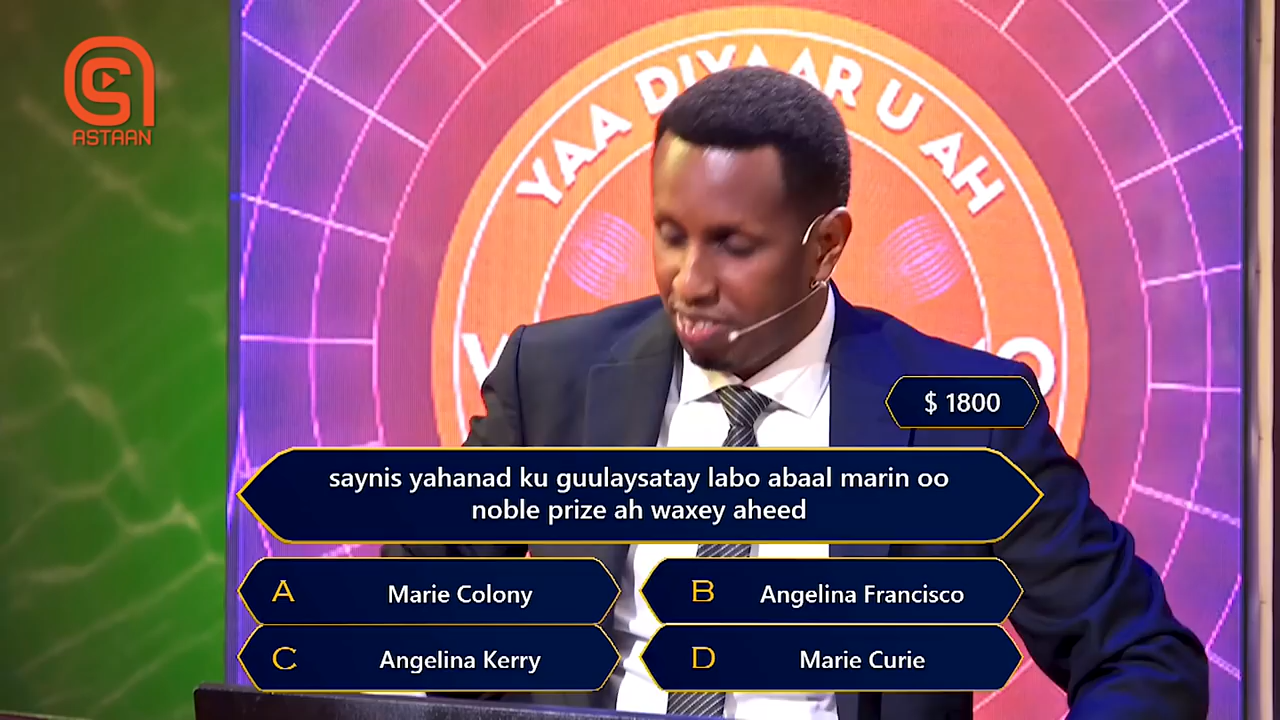 ASTAAN
YAA DIYAAR U AH
$ 1800
saynis yahanad ku guulaysatay labo abaal marin oo
noble prize ah waxey aheed
A Marie Colony
B Angelina Francisco
C Angelina Kerry
D Marie Curie